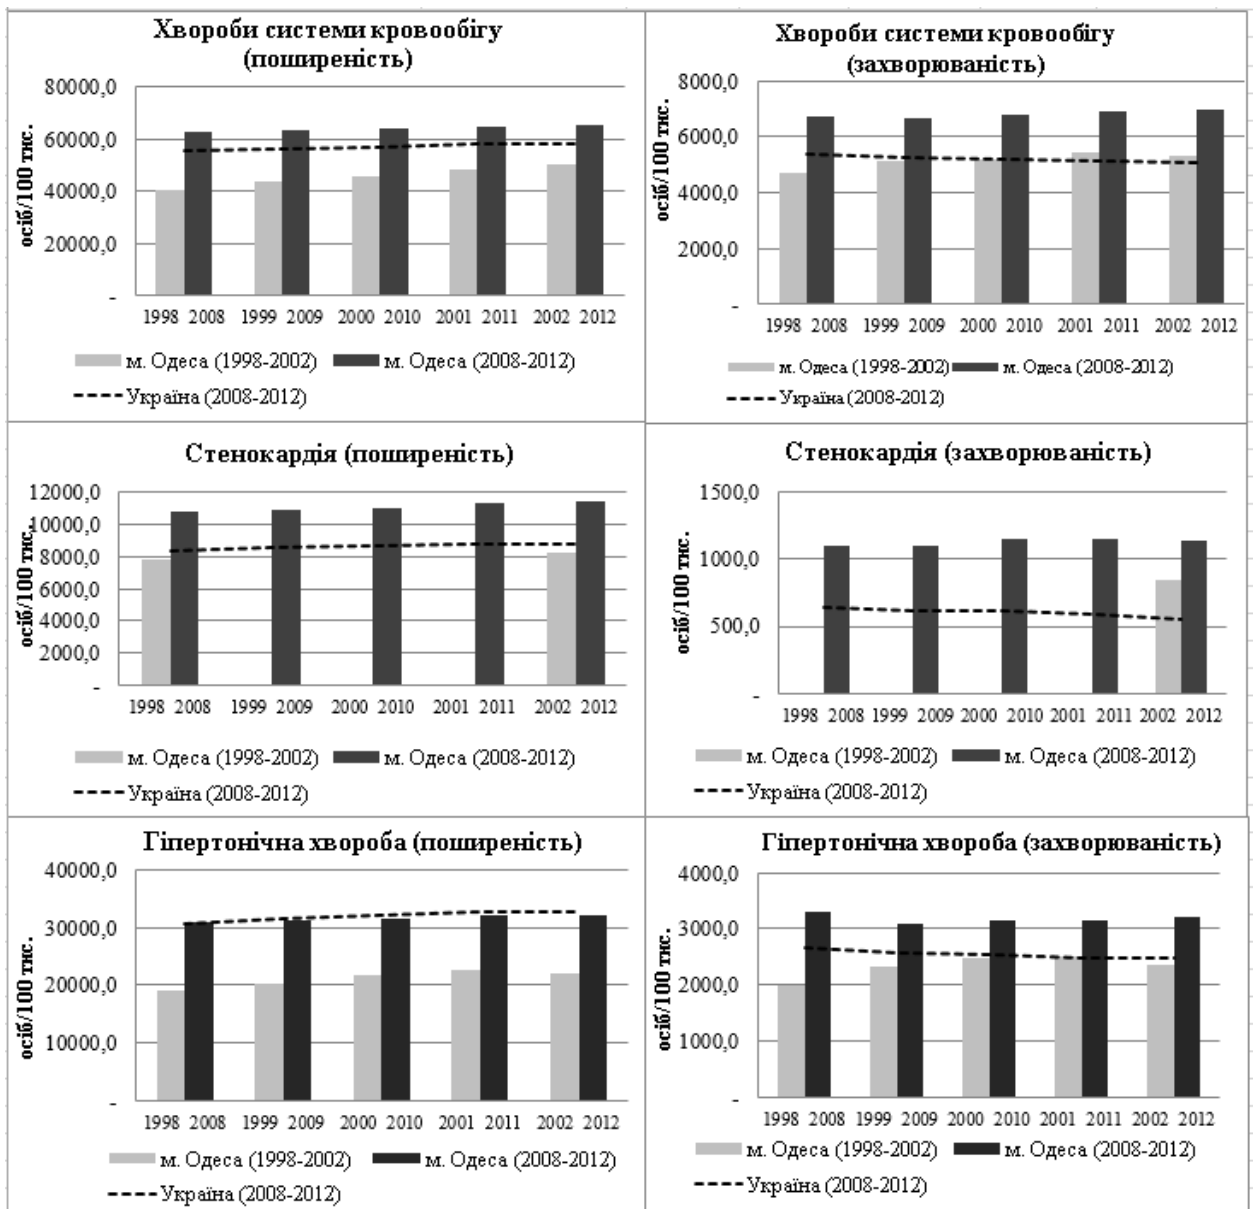 Хвороби системи кровообігу
(поширеність)
80000,0
60000,0
40000,0
20000,0
-
осіб/100 тис.
1998 2008 1999 2009 2000 2010 2001 2011 2002 2012
м. Одеса (1998-2002) м. Одеса (2008-2012)
Україна (2008-2012)
Хвороби системи кровообігу
(захворюваність)
8000,0
6000,0
4000,0
2000,0
-
осіб/100 тис.
1998 2008 1999 2009 2000 2010 2001 2011 2002 2012
м. Одеса (1998-2002) м. Одеса (2008-2012)
Україна (2008-2012)
Стенокардія (поширеність)
12000,0
10000,0
8000,0
6000,0
4000,0
2000,0
-
осіб/100 тис.
1998 2008 1999 2009 2000 2010 2001 2011 2002 2012
м. Одеса (1998-2002) м. Одеса (2008-2012)
Україна (2008-2012)
Стенокардія (захворюваність)
1500,0
1000,0
500,0
-
осіб/100 тис.
1998 2008 1999 2009 2000 2010 2001 2011 2002 2012
м. Одеса (1998-2002) м. Одеса (2008-2012)
Україна (2008-2012)
Гіпертонічна хвороба (поширеність)
40000,0
30000,0
20000,0
10000,0
-
осіб/100 тис.
1998 2008 1999 2009 2000 2010 2001 2011 2002 2012
м. Одеса (1998-2002) м. Одеса (2008-2012)
Україна (2008-2012)
Гіпертонічна хвороба (захворюваність)
4000,0
3000,0
2000,0
1000,0
-
осіб/100 тис.
1998 2008 1999 2009 2000 2010 2001 2011 2002 2012
м. Одеса (1998-2002) м. Одеса (2008-2012)
Україна (2008-2012)